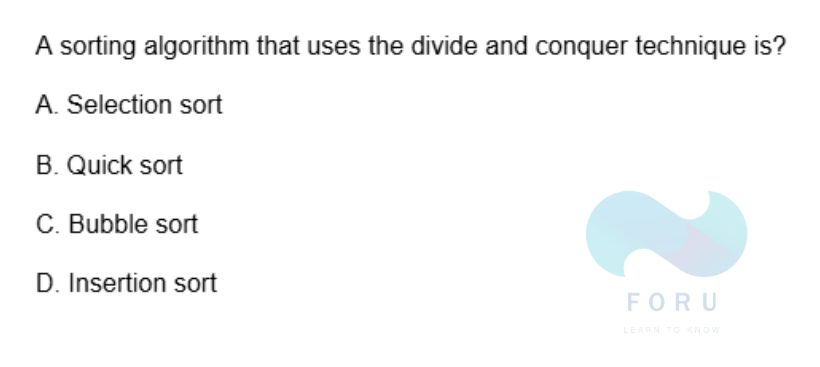 A sorting algorithm that uses the divide and conquer technique is?
A. Selection sort
B. Quick sort
C. Bubble sort
D. Insertion sort
FORU
LEARN TO KNOW